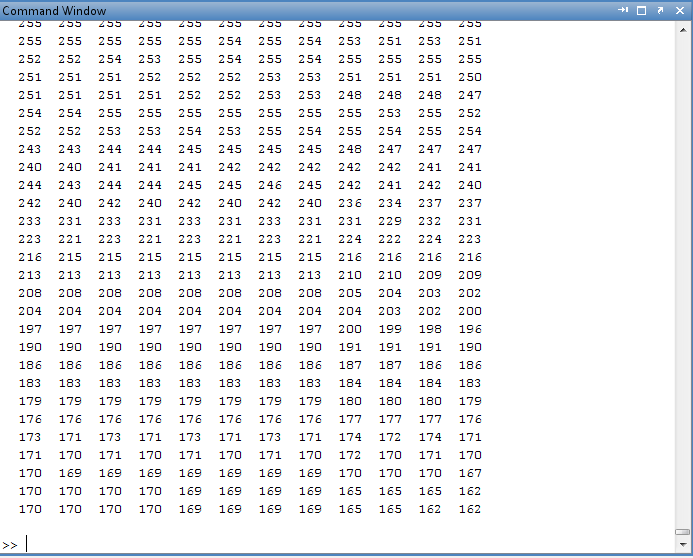 Command Window
255 255 255 255 255 255 255 255 255 255 255 255
255 255 255 255 255 254 255 254 253 251 253 251
252 252 254 253 255 254 255 254 255 255 255 255
251 251 251 252 252 252 253 253 251 251 251 250
251 251 251 251 252 252 253 253 248 248 248 247
254 254 255 255 255 255 255 255 255 253 255 252
252 252 253 253 254 253 255 254 255 254 255 254
243 243 244 244 245 245 245 245 248 247 247 247
240 240 241 241 241 242 242 242 242 242 241 241
244 243 244 244 245 245 246 245 242 241 242 240
242 240 242 240 242 240 242 240 236 234 237 237
233 231 233 231 233 231 233 231 231 229 232 231
223 221 223 221 223 221 223 221 224 222 224 223
216 215 215 215 215 215 215 215 216 216 216 216
213 213 213 213 213 213 213 213 210 210 209 209
208 208 208 208 208 208 208 208 205 204 203 202
204 204 204 204 204 204 204 204 204 203 202 200
197 197 197 197 197 197 197 197 200 199 198 196
190 190 190 190 190 190 190 190 191 191 191 190
186 186 186 186 186 186 186 186 187 187 186 186
183 183 183 183 183 183 183 183 184 184 184 183
179 179 179 179 179 179 179 179 180 180 180 179
176 176 176 176 176 176 176 176 177 177 177 176
173 171 173 171 173 171 173 171 174 172 174 171
171 170 171 170 171 170 171 170 172 170 171 170
170 169 169 169 169 169 169 169 170 170 170 167
170 170 170 170 169 169 169 169 165 165 165 162
170 170 170 170 169 169 169 169 165 165 162 162
>>